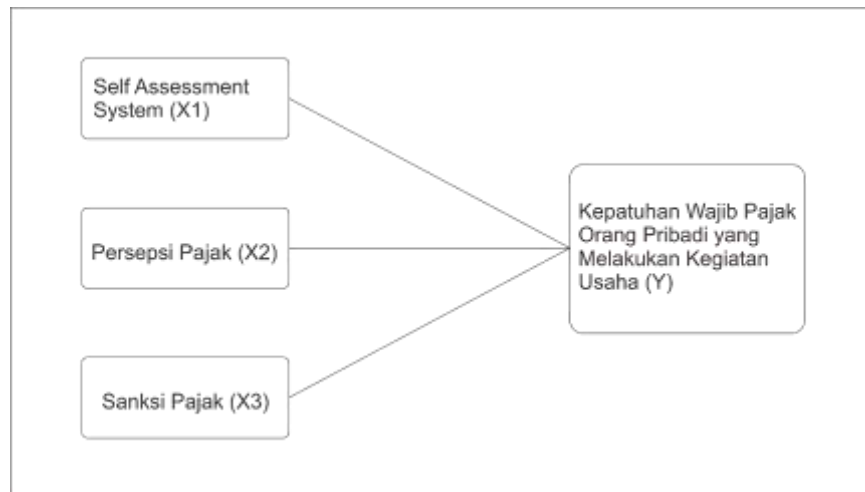 Self Assessment
System (X1)
Persepsi Pajak (X2)
Sanksi Pajak (X3)
Kepatuhan Wajib Pajak
Orang Pribadi yang
Melakukan Kegiatan
Usaha (Y)